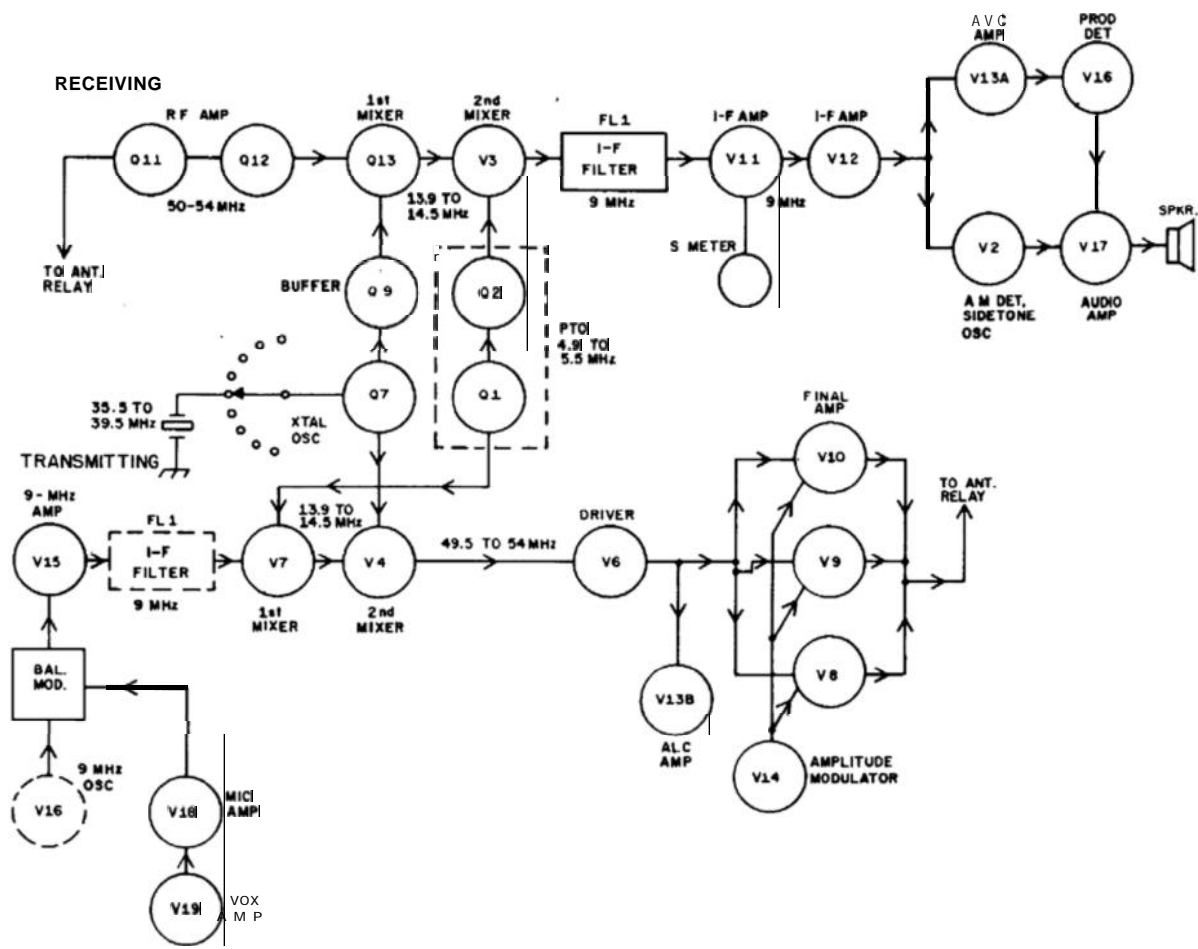 RECEIVING
RF AMP
Q11
Q12
50-54 MHz
TO ANT.
RELAY
1st
MIXER
Q13
2nd
MIXER
V3
13.9 TO
14.5 MHz
FL1
I-F
FILTER
9 MHz
I-F AMP
V11
I-F AMP
V12
9 MHz
S METER
AVC
AMP
V13A
PROD
DET
V16
V2
AM DET,
SIDETONE
OSC
V17
AUDIO
AMP
SPKR.
BUFFER
Q9
Q2
PTO
4.9 TO
5.5 MHz
Q7
Q1
XTAL
OSC
35.5 TO
39.5 MHz
TRANSMITTING
9-MHz
AMP
V15
FL1
I-F
FILTER
9 MHz
V7
1st
MIXER
13.9 TO
14.5 MHz
V4
2nd
MIXER
49.5 TO 54 MHz
DRIVER
V6
FINAL
AMP
V10
V9
V8
TO ANT.
RELAY
V13B
ALC
AMP
V14
AMPLITUDE
MODULATOR
BAL.
MOD.
9 MHz
OSC
V16
V18
MIC
AMP
V19
VOX
AMP